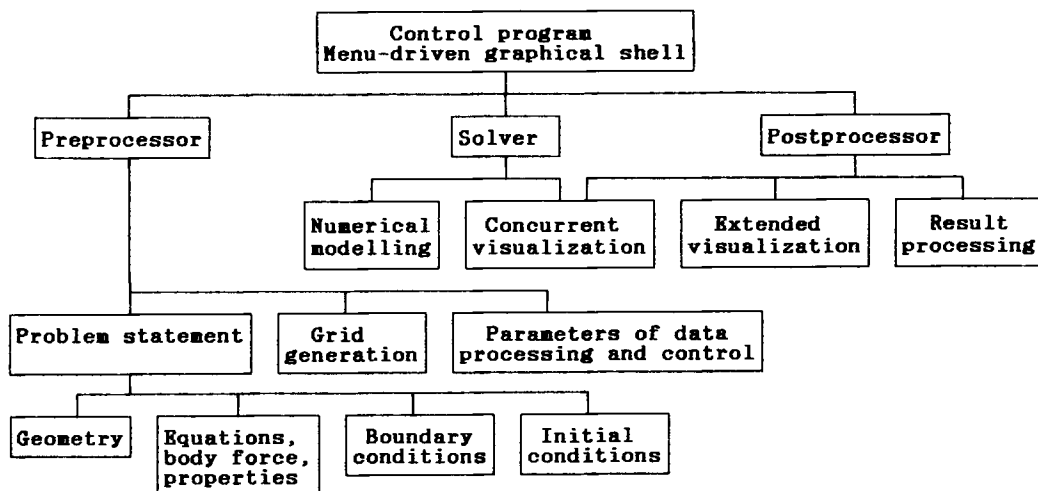 Control program
Menu-driven graphical shell
Preprocessor
Solver
Postprocessor
Numerical
modelling
Concurrent
visualization
Extended
visualization
Result
processing
Problem statement
Grid
generation
Parameters of data
processing and control
Geometry
Equations,
body force,
properties
Boundary
conditions
Initial
conditions